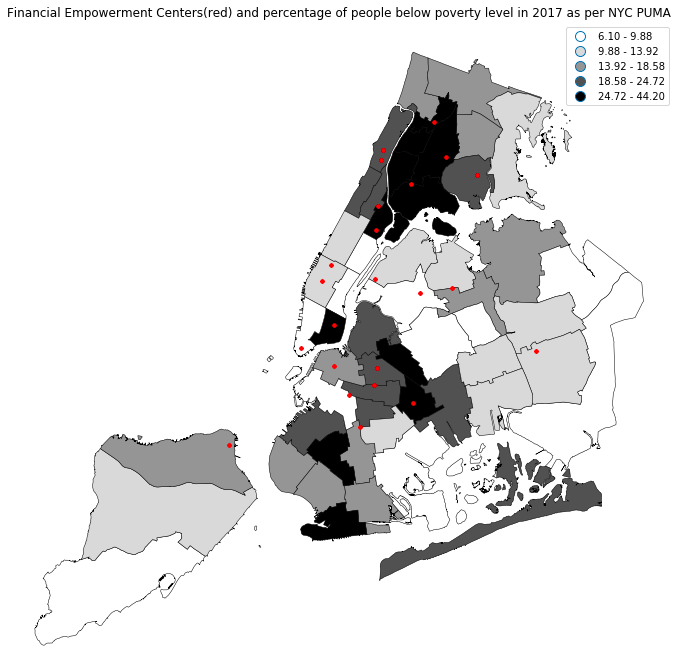 Financial Empowerment Centers(red) and percentage of people below poverty level in 2017 as per NYC PUMA
6.10 - 9.88
9.88 - 13.92
13.92 - 18.58
18.58 - 24.72
24.72 - 44.20